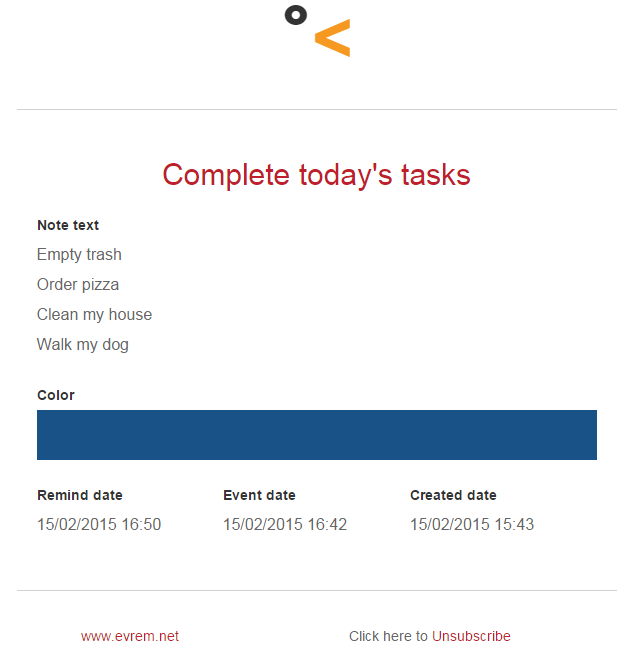 Complete today's tasks
Note text
Empty trash
Order pizza
Clean my house
Walk my dog
Color
Remind date Event date Created date
15/02/2015 16:50 15/02/2015 16:42 15/02/2015 15:43
www.evrem.net Click here to Unsubscribe